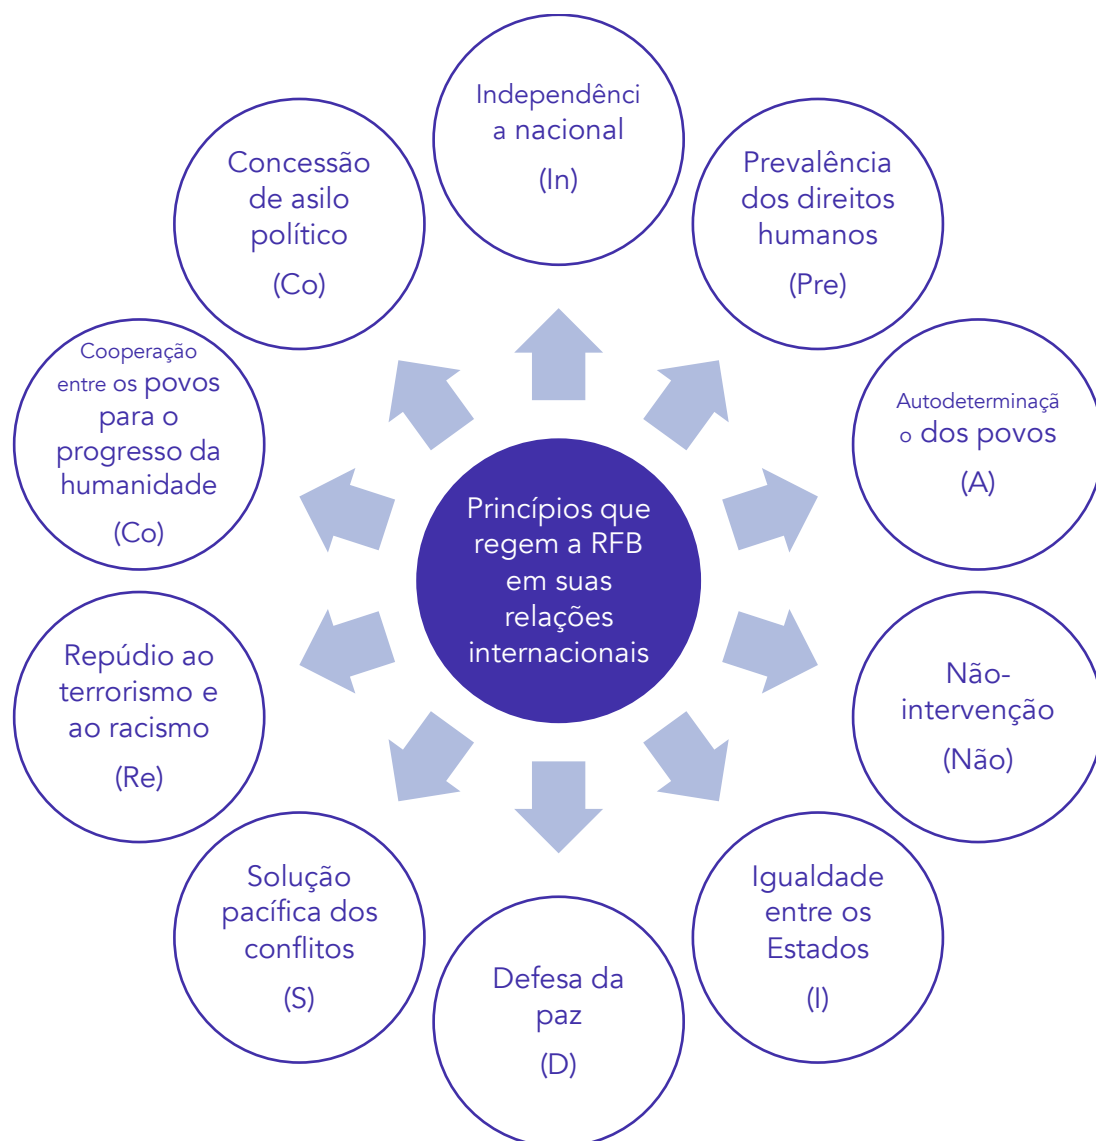 Independênci
a nacional
(In)
Prevalência
dos direitos
humanos
(Pre)
Autodeterminaçã
o dos povos
(A)
Não-
intervenção
(Não)
Igualdade
entre os
Estados
(I)
Defesa da
paz
(D)
Solução
pacífica dos
conflitos
(S)
Repúdio ao
terrorismo e
ao racismo
(Re)
Cooperação
entre os povos
para o
progresso da
humanidade
(Co)
Concessão
de asilo
político
(Co)
Princípios que
regem a RFB
em suas
relações
internacionais